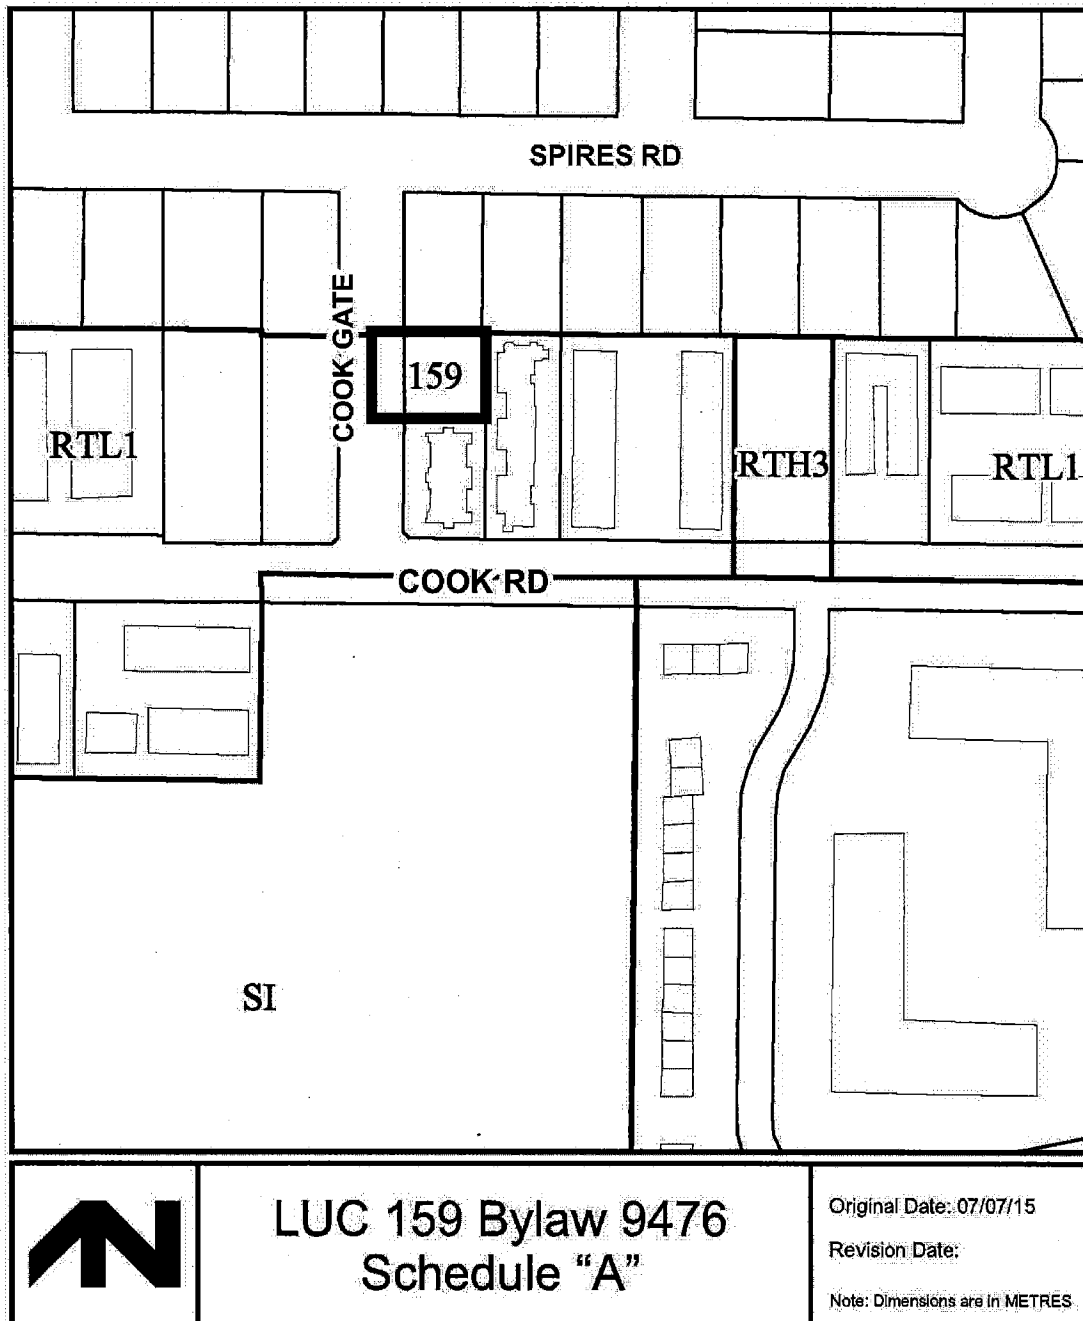 SPIRES RD
COOK GATE
159
RTL1
RTH3
RTL1
COOK RD
SI
LUC 159 Bylaw 9476
Schedule “A”
Original Date: 07/07/15
Revision Date:
Note: Dimensions are in METRES